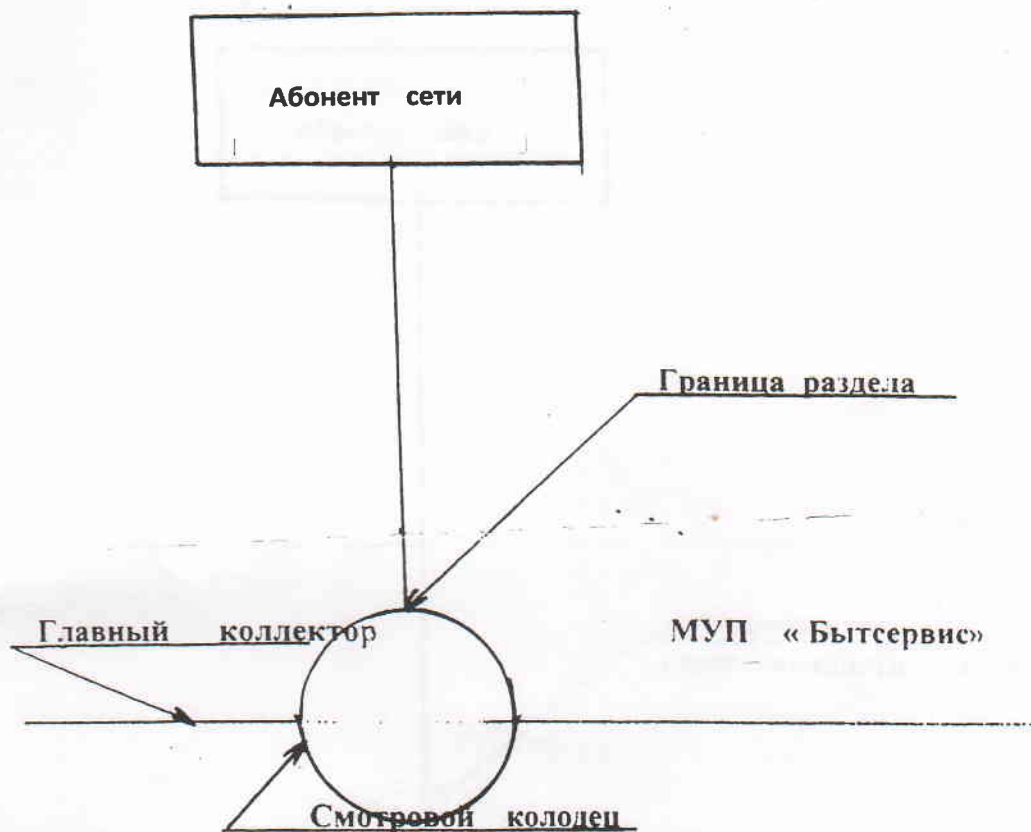 Абонент сети
Граница раздела
Главный коллектор
МУП « Бытсервис»
Смотровой колодец